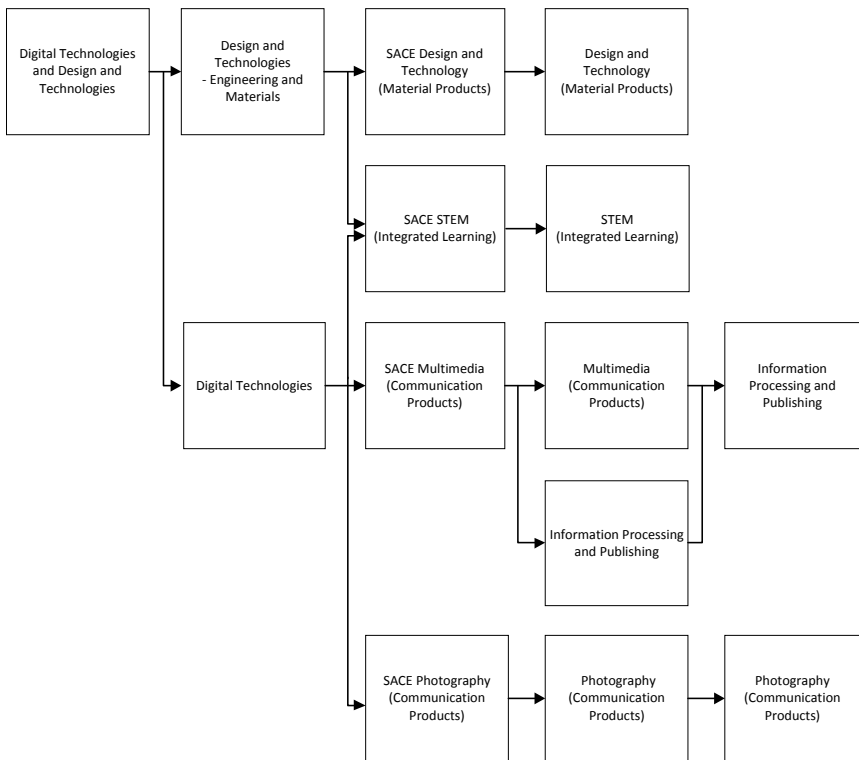 Digital Technologies
and Design and
Technologies
Design and
Technologies
- Engineering and
Materials
SACE Design and
Technology
(Material Products)
Design and
Technology
(Material Products)
SACE STEM
(Integrated Learning)
STEM
(Integrated Learning)
Digital Technologies
SACE Multimedia
(Communication
Products)
Multimedia
(Communication
Products)
Information
Processing and
Publishing
Information Processing
and Publishing
SACE Photography
(Communication
Products)
Photography
(Communication
Products)
Photography
(Communication
Products)